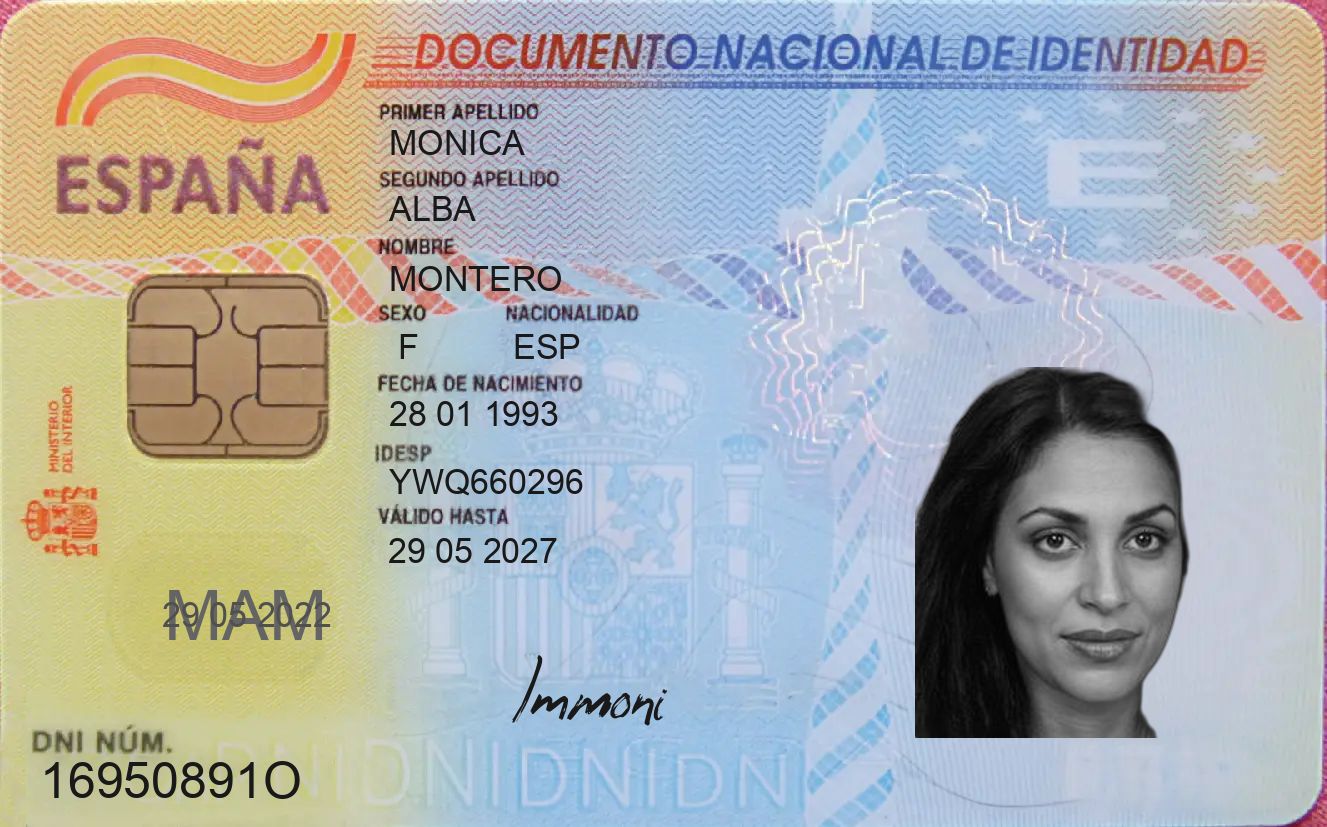 DOCUMENTO NACIONAL DE IDENTIDAD
ESPAÑA
PRIMER APELLIDO
MONICA
SEGUNDO APELLIDO
ALBA
NOMBRE
MONTERO
SEXO NACIONALIDAD
F ESP
FECHA DE NACIMIENTO
28 01 1993
IDESP
YWQ660296
VÁLIDO HASTA
29 05 2027
MINISTERIO
DEL INTERIOR
E
29 05 2022
MAM
Immoni
DNI NÚM.
16950891O
DNIDNIDNIDNI